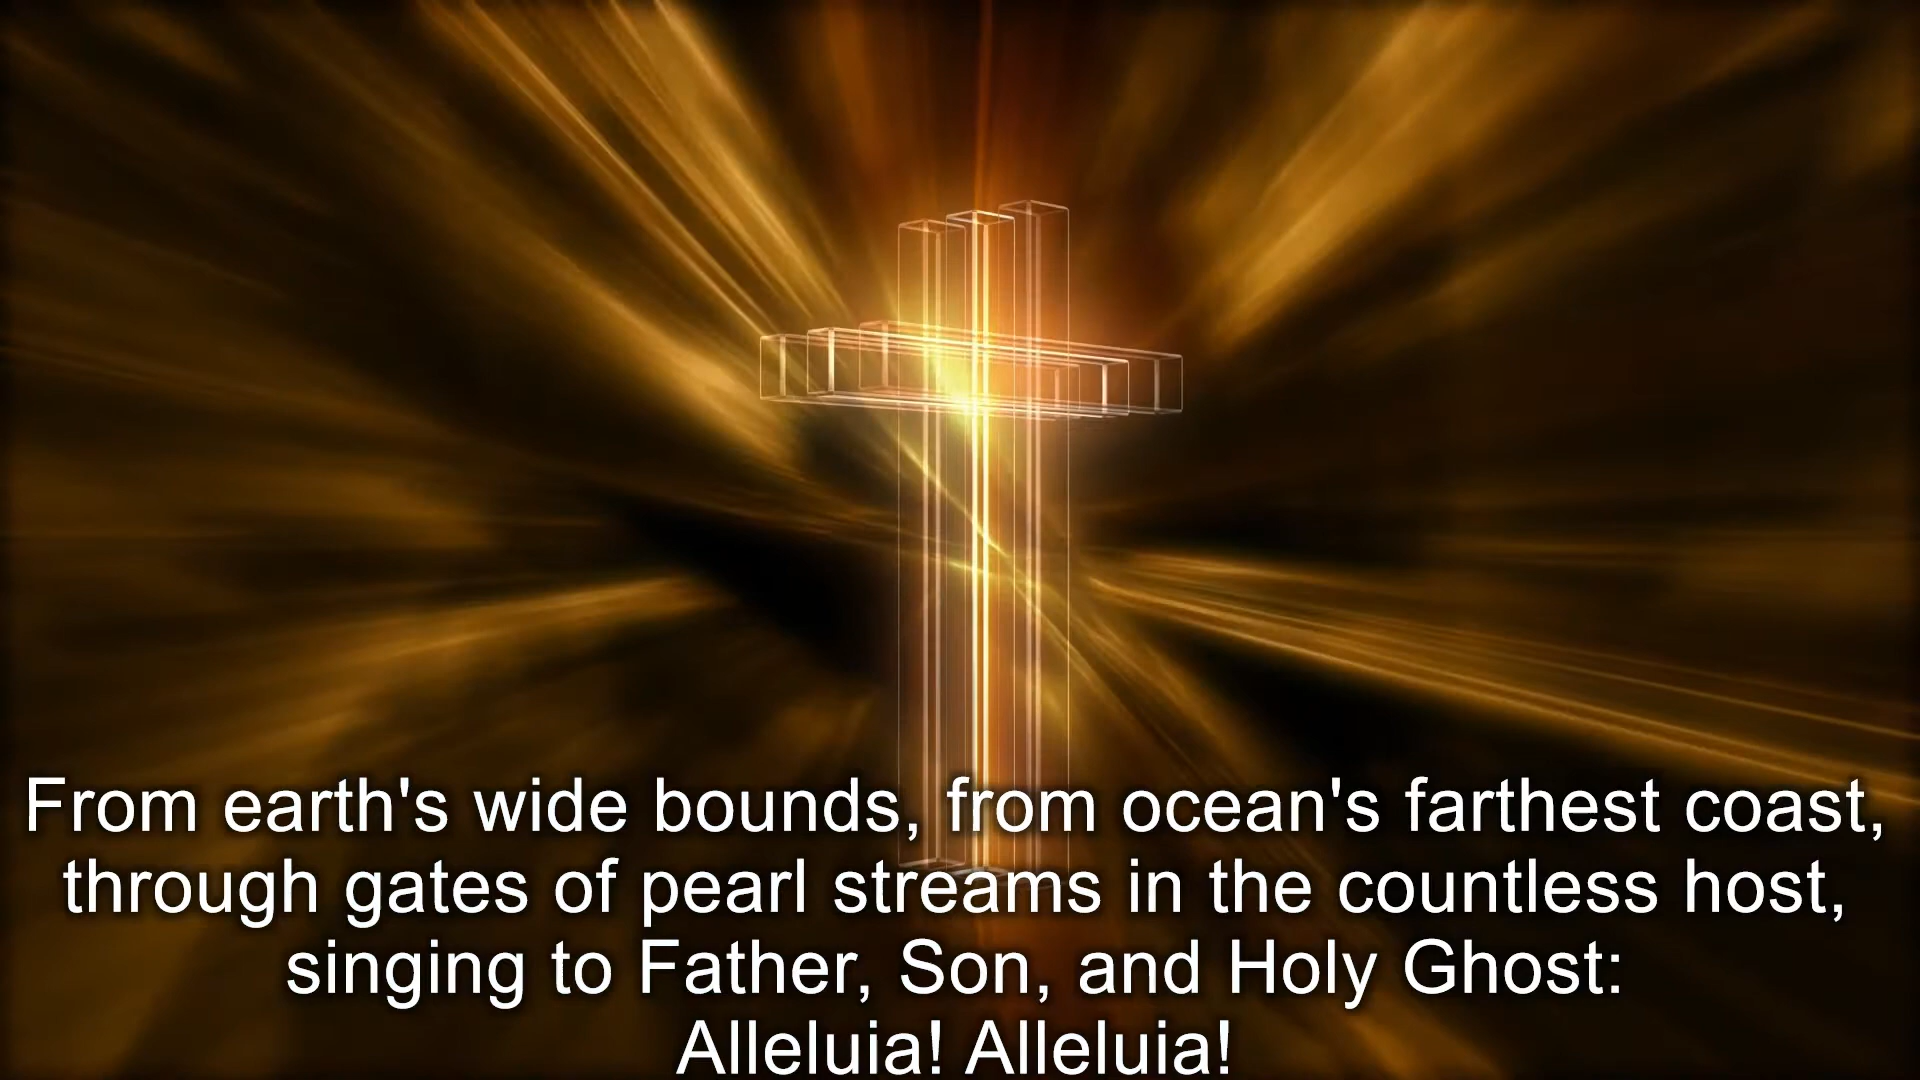 From earth's wide bounds, from ocean's farthest coast,
through gates of pearl streams in the countless host,
singing to Father, Son, and Holy Ghost:
Alleluia! Alleluia!